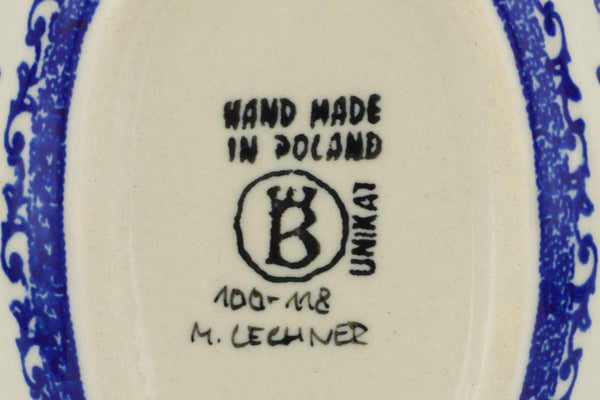 HAND MADE
IN POLAND
B
UNIKAT
100-118
M. LECHNER